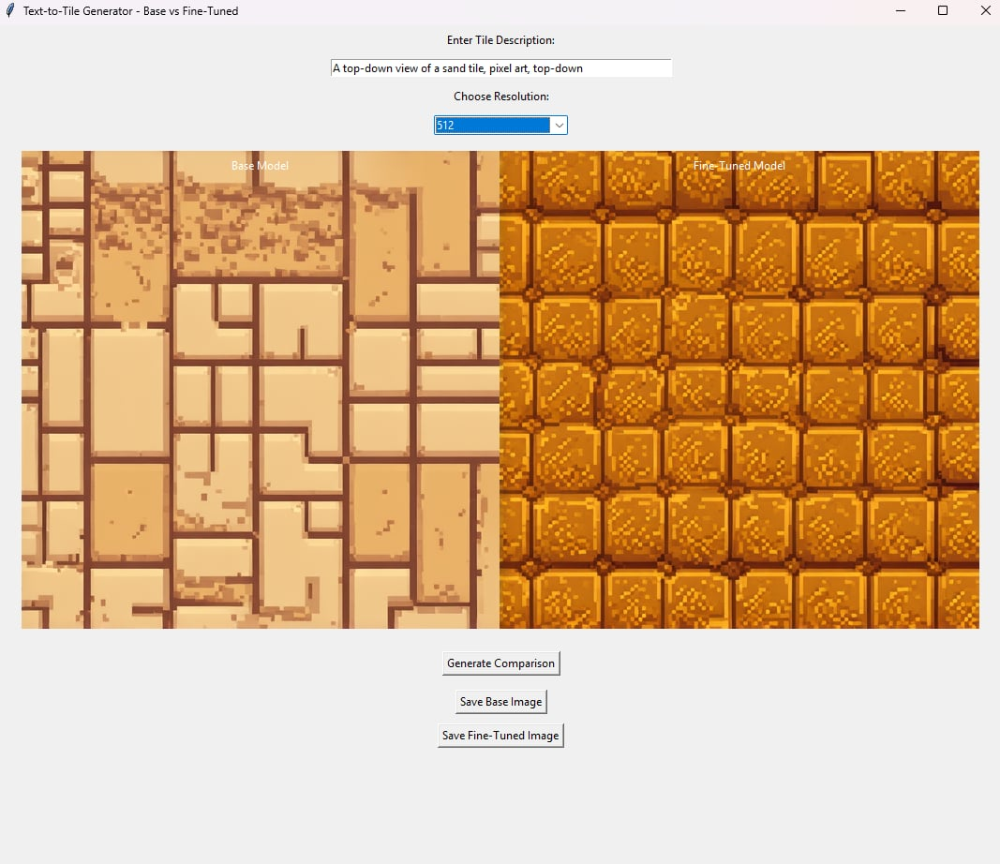 Text-to-Tile Generator - Base vs Fine-Tuned
Enter Tile Description:
A top-down view of a sand tile, pixel art, top-down
Choose Resolution:
512
Base Model
Fine-Tuned Model
Generate Comparison
Save Base Image
Save Fine-Tuned Image